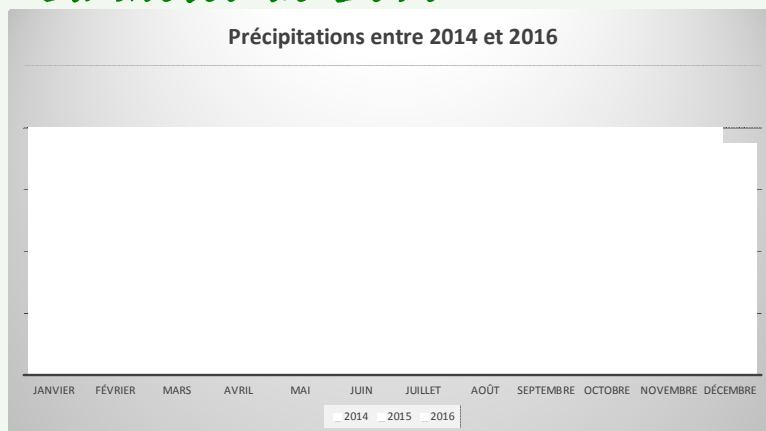 Précipitations entre 2014 et 2016
JANVIER FÉVRIER MARS AVRIL MAI JUIN JUILLET AOÛT SEPTEMBRE OCTOBRE NOVEMBRE DÉCEMBRE
2014 2015 2016